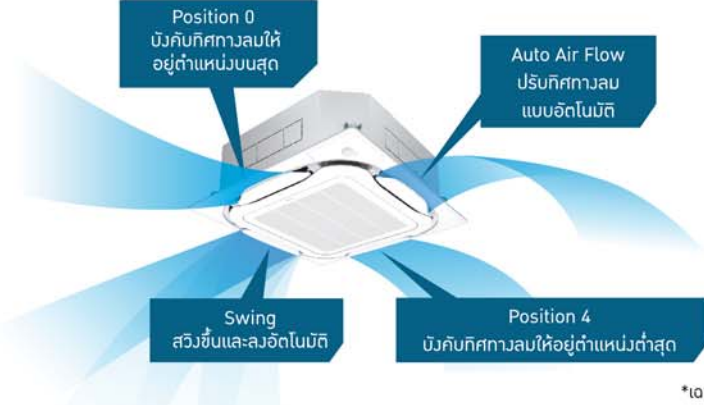 Position 0
บังคับทิศทางลมให้
อยู่ตำแหน่งบนสุด
Auto Air Flow
ปรับทิศทางลม
แบบอัตโนมัติ
Swing
สวิงขึ้นและลงอัตโนมัติ
Position 4
บังคับทิศทางลมให้อยู่ตำแหน่งต่ำสุด